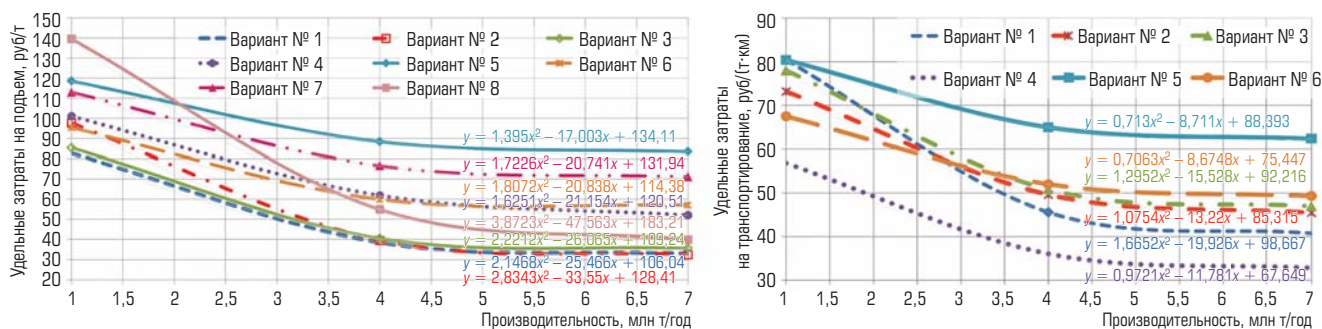 Удельные затраты на подъем, руб/т
150
140
130
120
110
100
90
80
70
60
50
40
30
20
Вариант № 1
Вариант № 2
Вариант № 3
Вариант № 4
Вариант № 5
Вариант № 6
Вариант № 7
Вариант № 8
y = 1,395x² – 17,003x + 134,11
y = 1,7226x² – 20,741x + 131,94
y = 1,8072x² – 20,838x + 114,38
y = 1,6251x² – 21,154x + 120,51
y = 3,8723x² – 47,563x + 183,21
y = 2,2212x² – 26,065x + 109,24
y = 2,1468x² – 25,466x + 106,04
y = 2,8343x² – 33,55x + 128,41
1 1,5 2 2,5 3 3,5 4 4,5 5 5,5 6 6,5 7
Производительность, млн т/год
Удельные затраты
на транспортирование, руб/(т·км)
90
80
70
60
50
40
30
Вариант № 1
Вариант № 2
Вариант № 3
Вариант № 4
Вариант № 5
Вариант № 6
y = 0,713x² – 8,711x + 88,393
y = 0,7063x² – 8,6748x + 75,447
y = 1,2952x² – 15,528x + 92,216
y = 1,0754x² – 13,22x + 85,315
y = 1,6652x² – 19,926x + 98,667
y = 0,9721x² – 11,781x + 67,649
1 1,5 2 2,5 3 3,5 4 4,5 5 5,5 6 6,5 7
Производительность, млн т/год